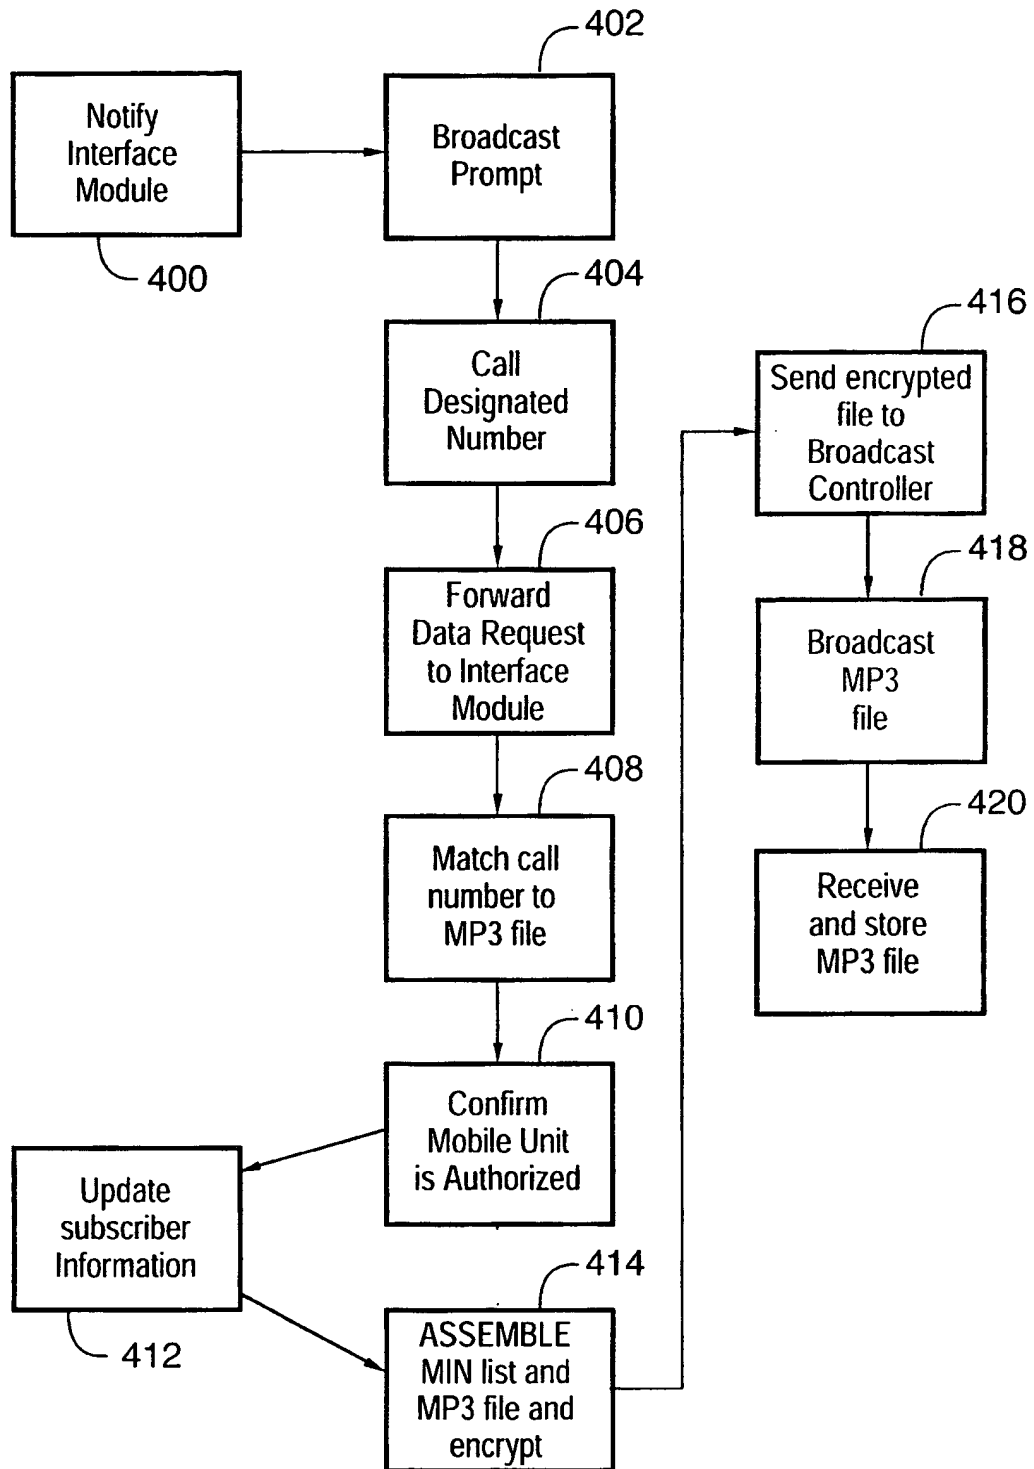 402
Notify
Interface
Module
400
Broadcast
Prompt
404
Call
Designated
Number
406
Forward
Data Request
to Interface
Module
408
Match call
number to
MP3 file
410
Confirm
Mobile Unit
is Authorized
Update
subscriber
Information
412
414
ASSEMBLE
MIN list and
MP3 file and
encrypt
416
Send encrypted
file to
Broadcast
Controller
418
Broadcast
MP3
file
420
Receive
and store
MP3 file